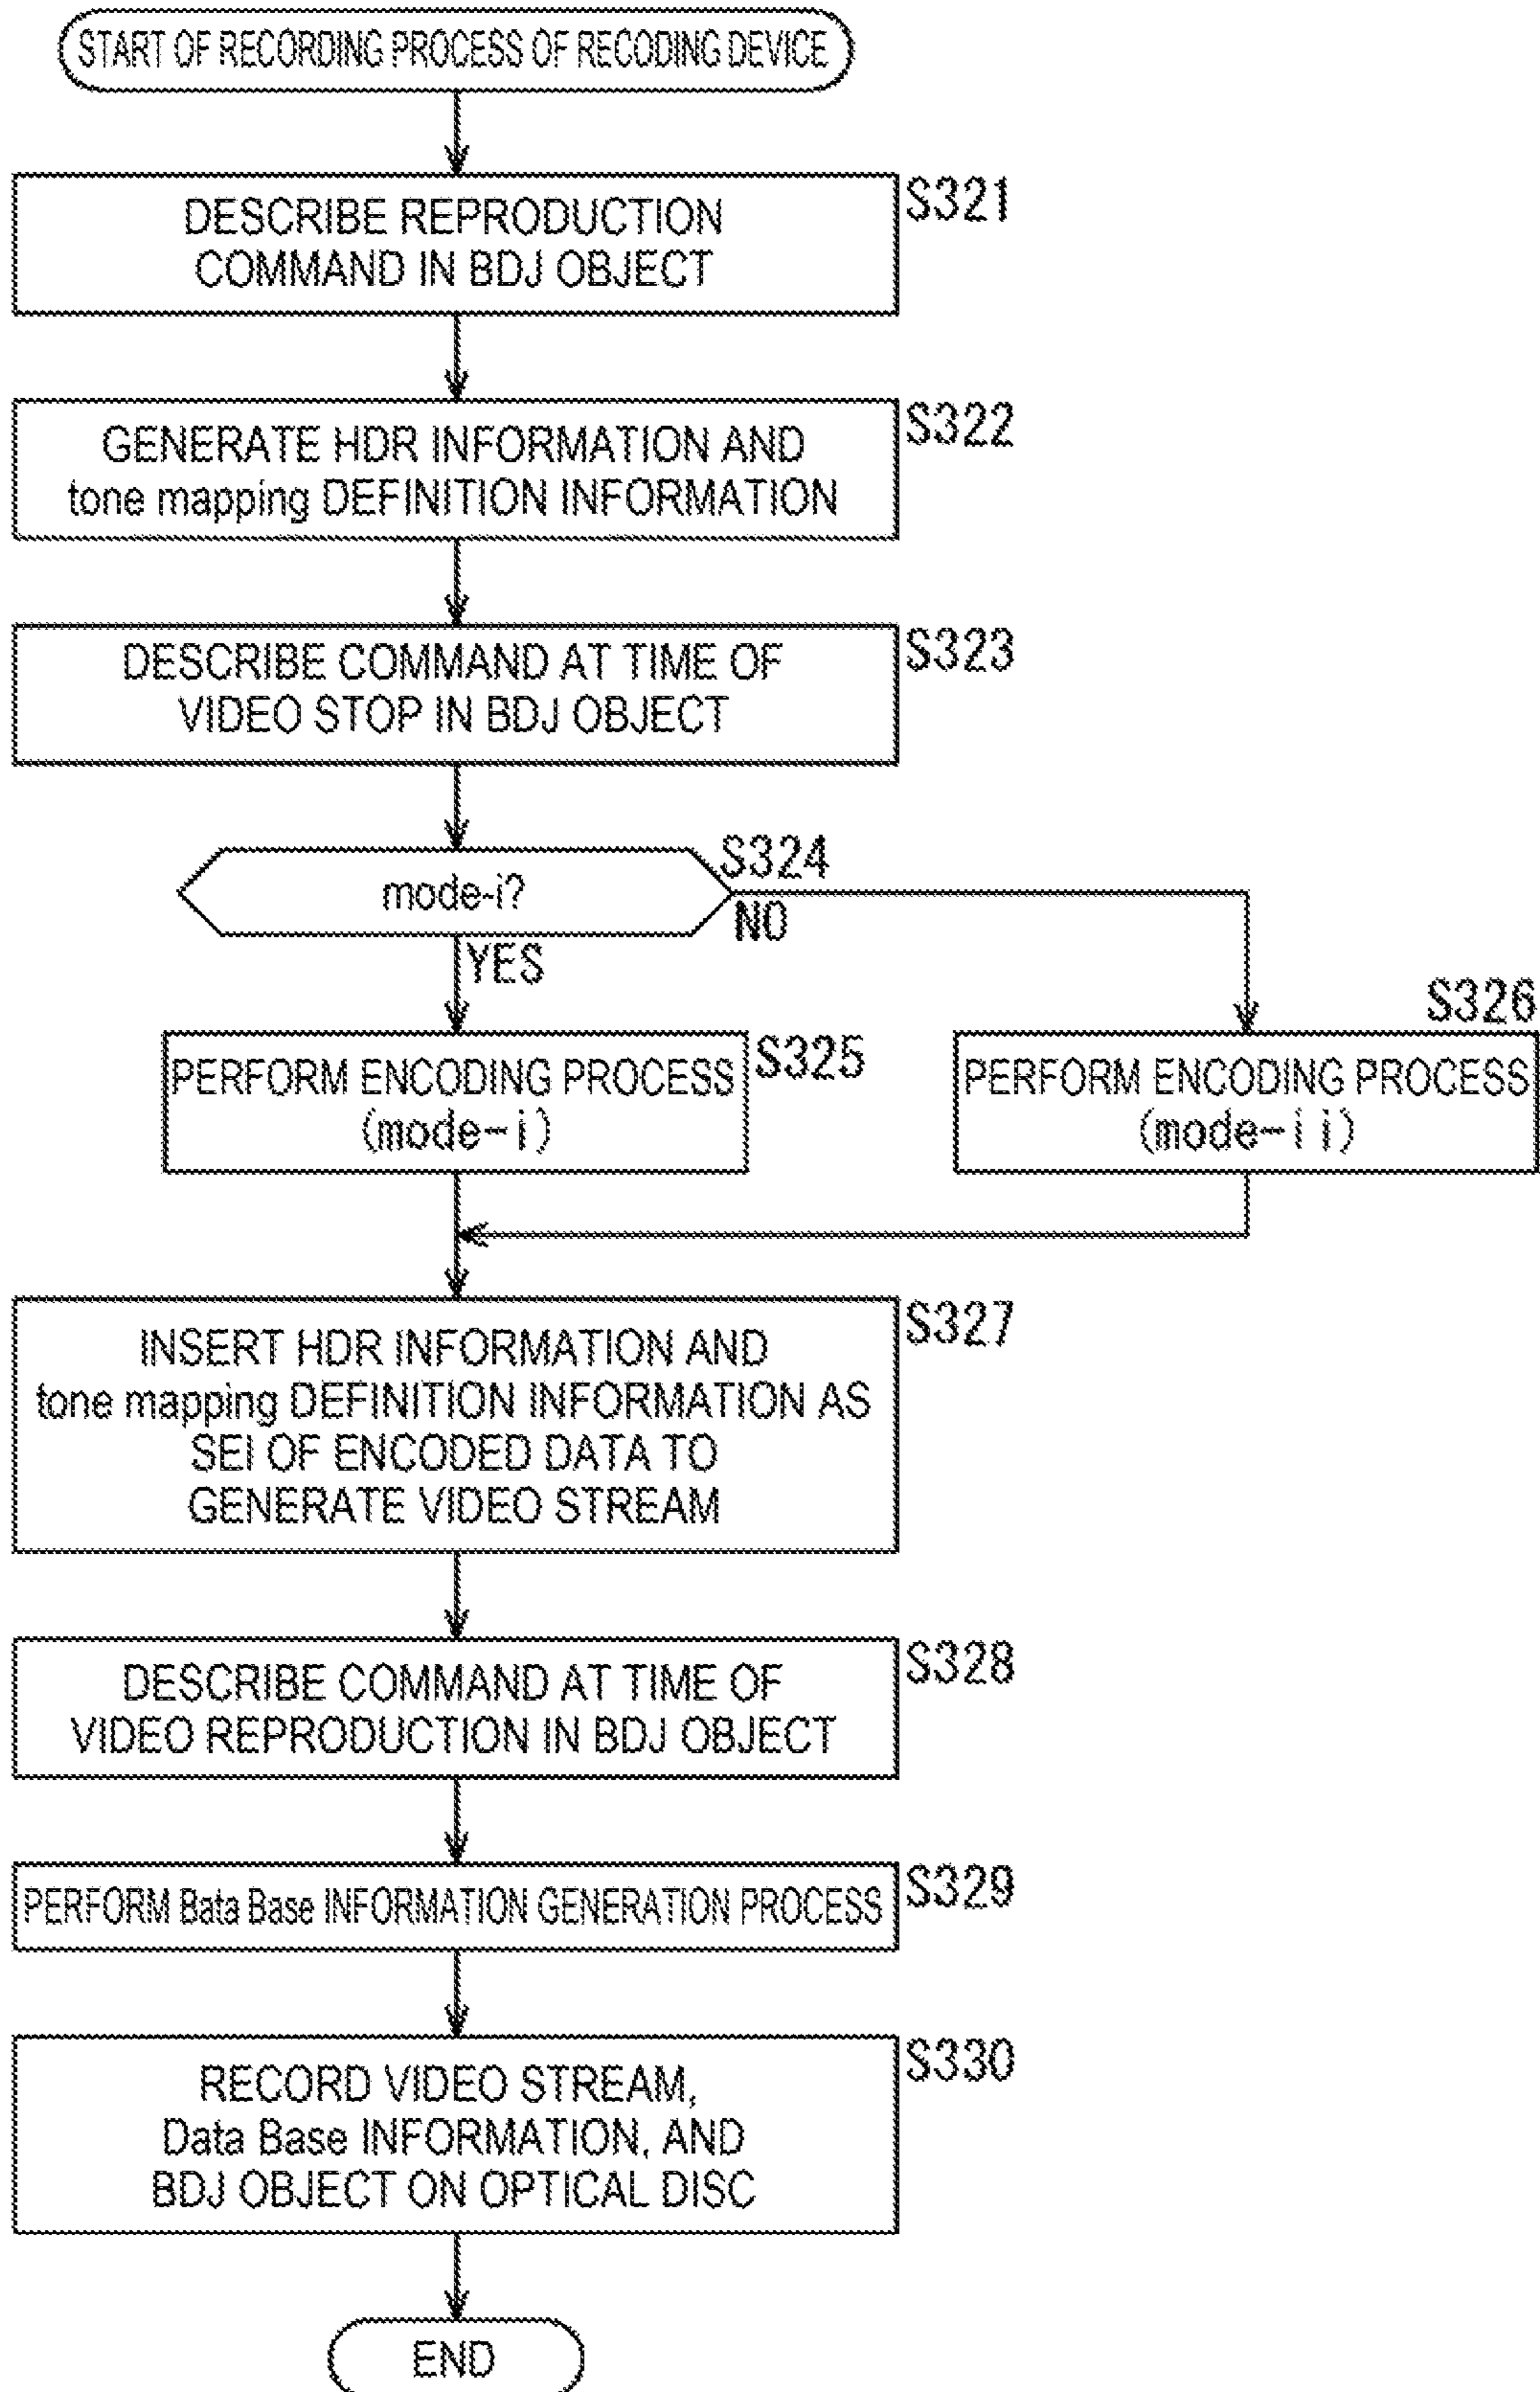 START OF RECORDING PROCESS OF RECODING DEVICE
DESCRIBE REPRODUCTION
COMMAND IN BDJ OBJECT
S321
GENERATE HDR INFORMATION AND
tone mapping DEFINITION INFORMATION
S322
DESCRIBE COMMAND AT TIME OF
VIDEO STOP IN BDJ OBJECT
S323
mode-i?
S324
NO
YES
PERFORM ENCODING PROCESS
(mode-i)
S325
S326
PERFORM ENCODING PROCESS
(mode-ii)
INSERT HDR INFORMATION AND
tone mapping DEFINITION INFORMATION AS
SEI OF ENCODED DATA TO
GENERATE VIDEO STREAM
S327
DESCRIBE COMMAND AT TIME OF
VIDEO REPRODUCTION IN BDJ OBJECT
S328
PERFORM Bata Base INFORMATION GENERATION PROCESS
S329
RECORD VIDEO STREAM,
Data Base INFORMATION, AND
BDJ OBJECT ON OPTICAL DISC
S330
END